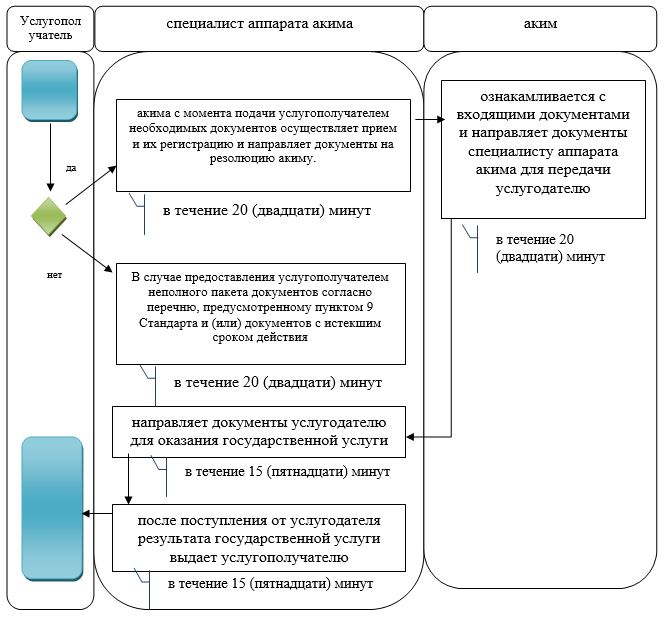 Услугопол
учатель
специалист аппарата акима
аким
акима с момента подачи услугополучателем
необходимых документов осуществляет прием
и их регистрацию и направляет документы на
резолюцию акиму.
ознакамливается с
входящими документами
и направляет документы
специалисту аппарата
акима для передачи
услугодателю
да
в течение 20 (двадцати) минут
в течение 20
(двадцати) минут
нет
В случае предоставления услугополучателем
неполного пакета документов согласно
перечню, предусмотренному пунктом 9
Стандарта и (или) документов с истекшим
сроком действия
в течение 20 (двадцати) минут
направляет документы услугодателю
для оказания государственной услуги
в течение 15 (пятнадцати) минут
после поступления от услугодателя
результата государственной услуги
выдает услугополучателю
в течение 15 (пятнадцати) минут